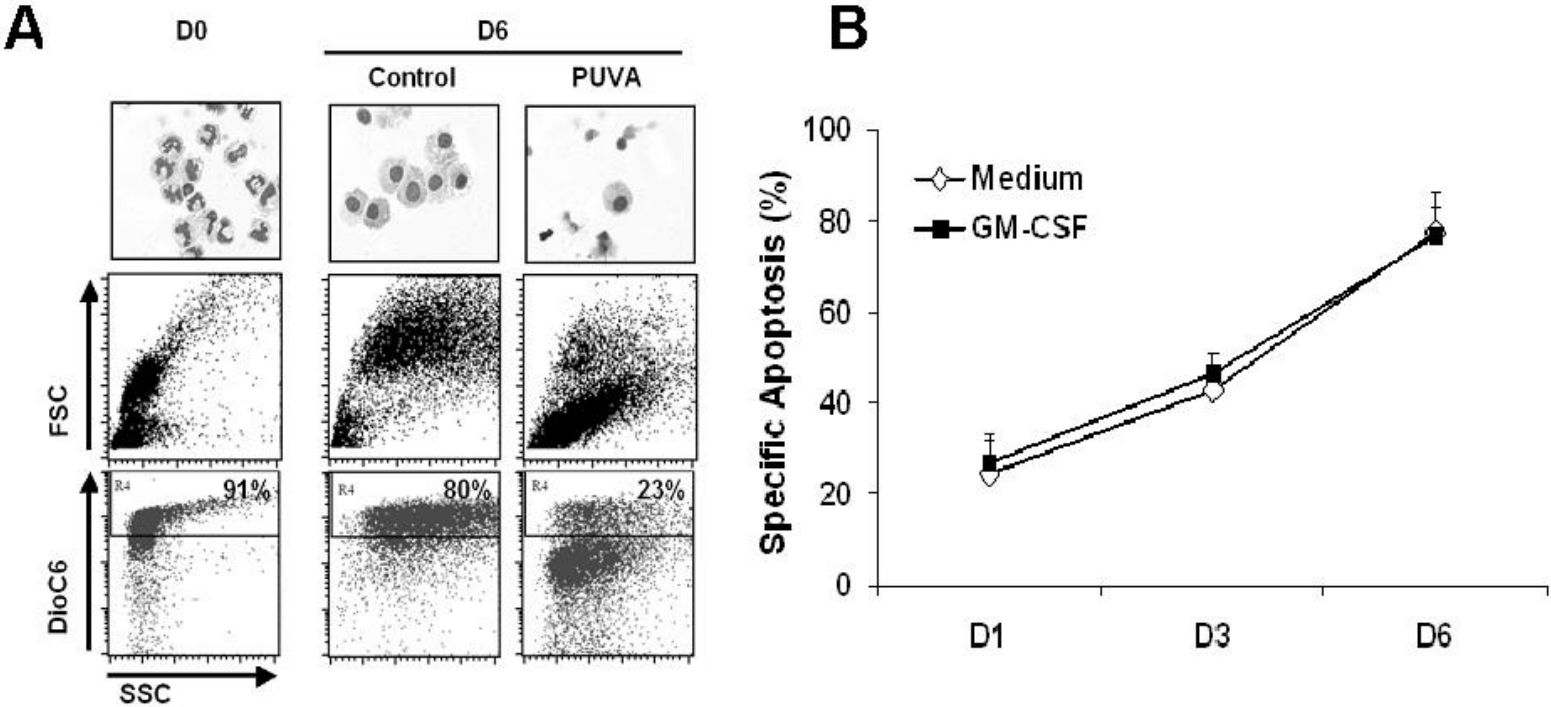 A
D0
D6
Control
PUVA
FSC
R4
91%
R4
80%
R4
23%
DioC6
SSC
B
Specific Apoptosis (%)
100
80
60
40
20
0
Medium
GM-CSF
D1
D3
D6